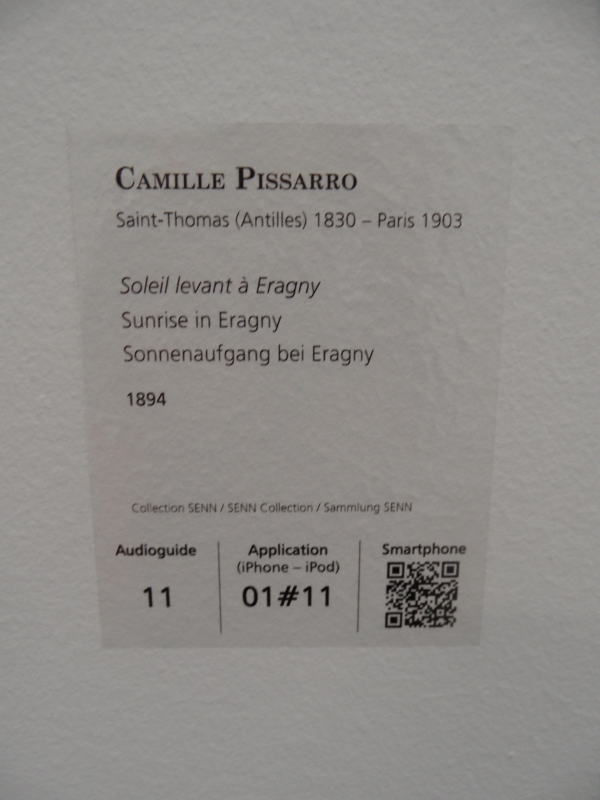 CAMILLE PISSARRO
Saint-Thomas (Antilles) 1830 – Paris 1903
Soleil levant à Eragny
Sunrise in Eragny
Sonnenaufgang bei Eragny
1894
Collection SENN / SENN Collection / Sammlung SENN
Audioguide
11
Application
(iPhone – iPod)
01#11
Smartphone